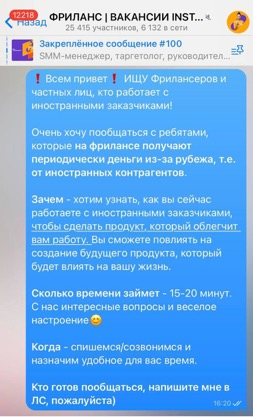 12218
Назад
ФРИЛАНС | ВАКАНСИИ INST...
25 415 участников, 6 132 в сети
Закреплённое сообщение #100
SMM-менеджер, таргетолог, руководител...
❗ Всем привет❗ ИЩУ Фрилансеров и
частных лиц, кто работает с
иностранными заказчиками!
Очень хочу пообщаться с ребятами,
которые на фрилансе получают
периодически деньги из-за рубежа, т.е.
от иностранных контрагентов.
Зачем - хотим узнать, как вы сейчас
работаете с иностранными заказчиками,
чтобы сделать продукт, который облегчит
вам работу. Вы сможете повлиять на
создание будущего продукта, который
будет влиять на вашу жизнь.
Сколько времени займет - 15-20 минут.
С нас интересные вопросы и веселое
настроение😊
Когда - спишемся/созвонимся и
назначим удобное для вас время.
Кто готов пообщаться, напишите мне в
ЛС, пожалуйста)
16:20